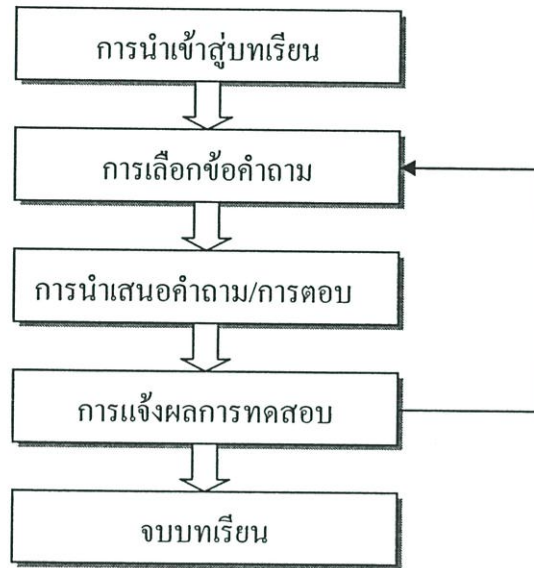 การนำเข้าสู่บทเรียน
การเลือกข้อคำถาม
การนำเสนอคำถาม/การตอบ
การแจ้งผลการทดสอบ
จบบทเรียน